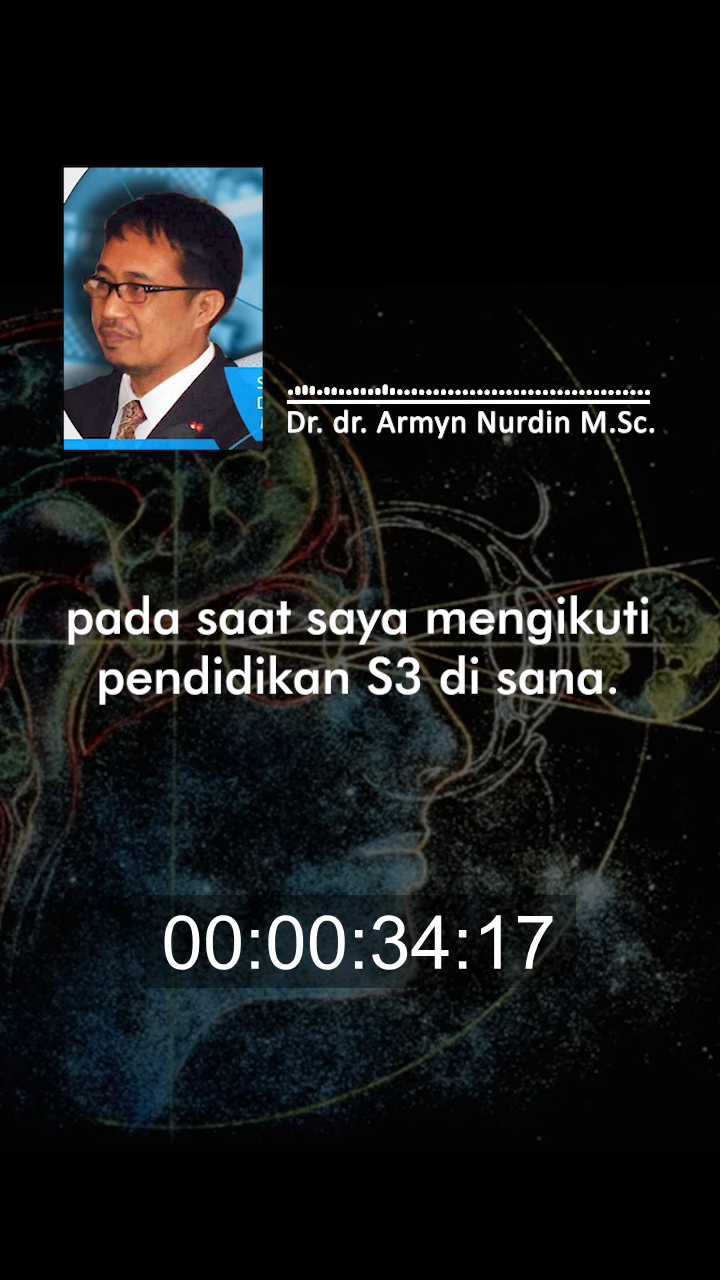 Dr. dr. Armyn Nurdin M.Sc.
pada saat saya mengikuti
pendidikan S3 di sana.
00:00:34:17